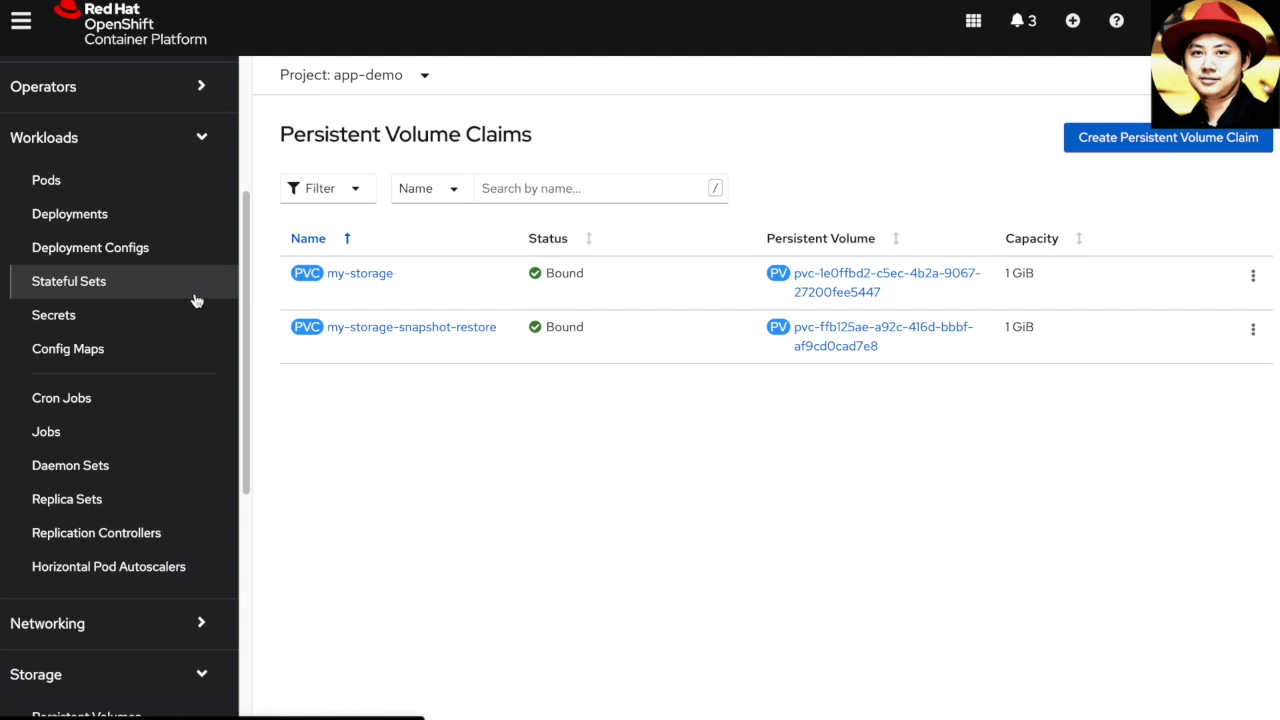 Red Hat
OpenShift
Container Platform
3
Operators
Workloads
Pods
Deployments
Deployment Configs
Stateful Sets
Secrets
Config Maps
Cron Jobs
Jobs
Daemon Sets
Replica Sets
Replication Controllers
Horizontal Pod Autoscalers
Networking
Storage
Persistent Volumes
Project: app-demo
Persistent Volume Claims
Create Persistent Volume Claim
Filter Name Search by name... /
Name Status Persistent Volume Capacity
PVC my-storage Bound PV pvc-1e0ffbd2-c5ec-4b2a-9067- 1 GiB
27200fee5447
PVC my-storage-snapshot-restore Bound PV pvc-ffb125ae-a92c-416d-bbbf- 1 GiB
af9cd0cad7e8